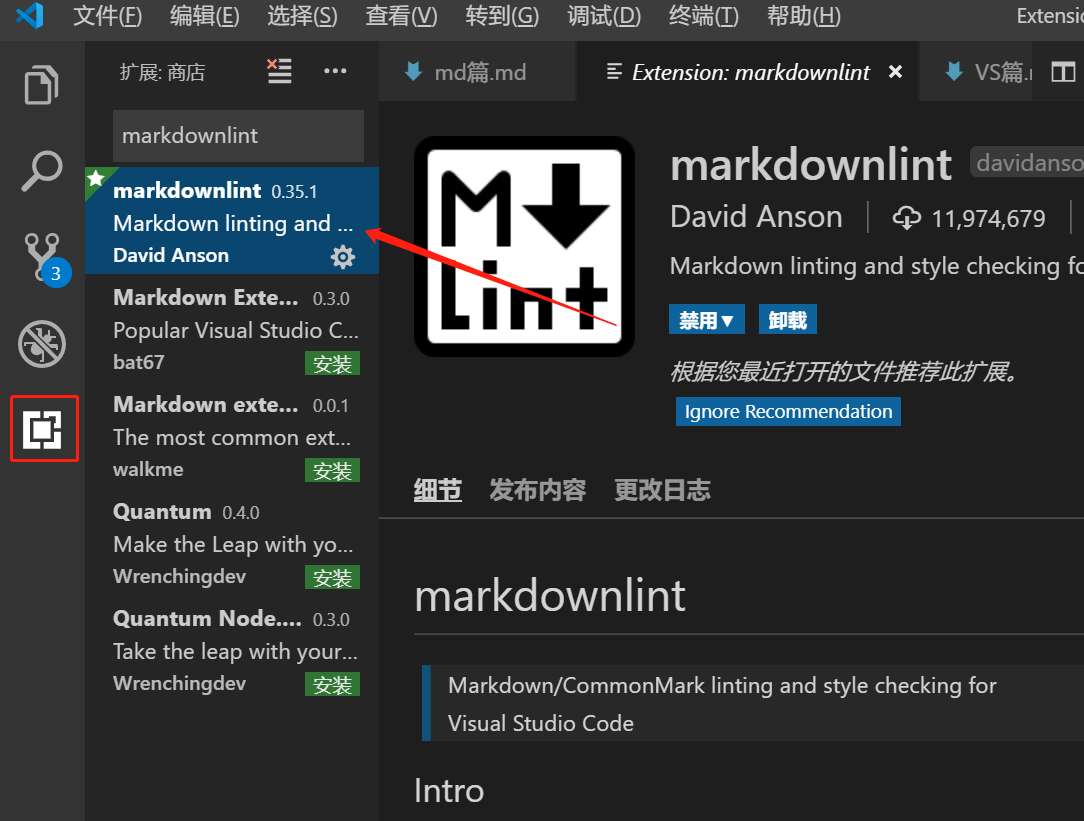 文件(F) 编辑(E) 选择(S) 查看(V) 转到(G) 调试(D) 终端(T) 帮助(H) Extensio
扩展: 商店
md篇.md
Extension: markdownlint
VS篇.
markdownlint
markdownlint 0.35.1
Markdown linting and ...
David Anson
Markdown Exte... 0.3.0
Popular Visual Studio C...
bat67 安装
Markdown exte... 0.0.1
The most common ext...
walkme 安装
Quantum 0.4.0
Make the Leap with yo...
Wrenchingdev 安装
Quantum Node.... 0.3.0
Take the leap with your...
Wrenchingdev 安装
3
M
Lint
markdownlint davidanso
David Anson 11,974,679
Markdown linting and style checking fo
禁用 卸载
根据您最近打开的文件推荐此扩展。
Ignore Recommendation
细节 发布内容 更改日志
markdownlint
Markdown/CommonMark linting and style checking for
Visual Studio Code
Intro